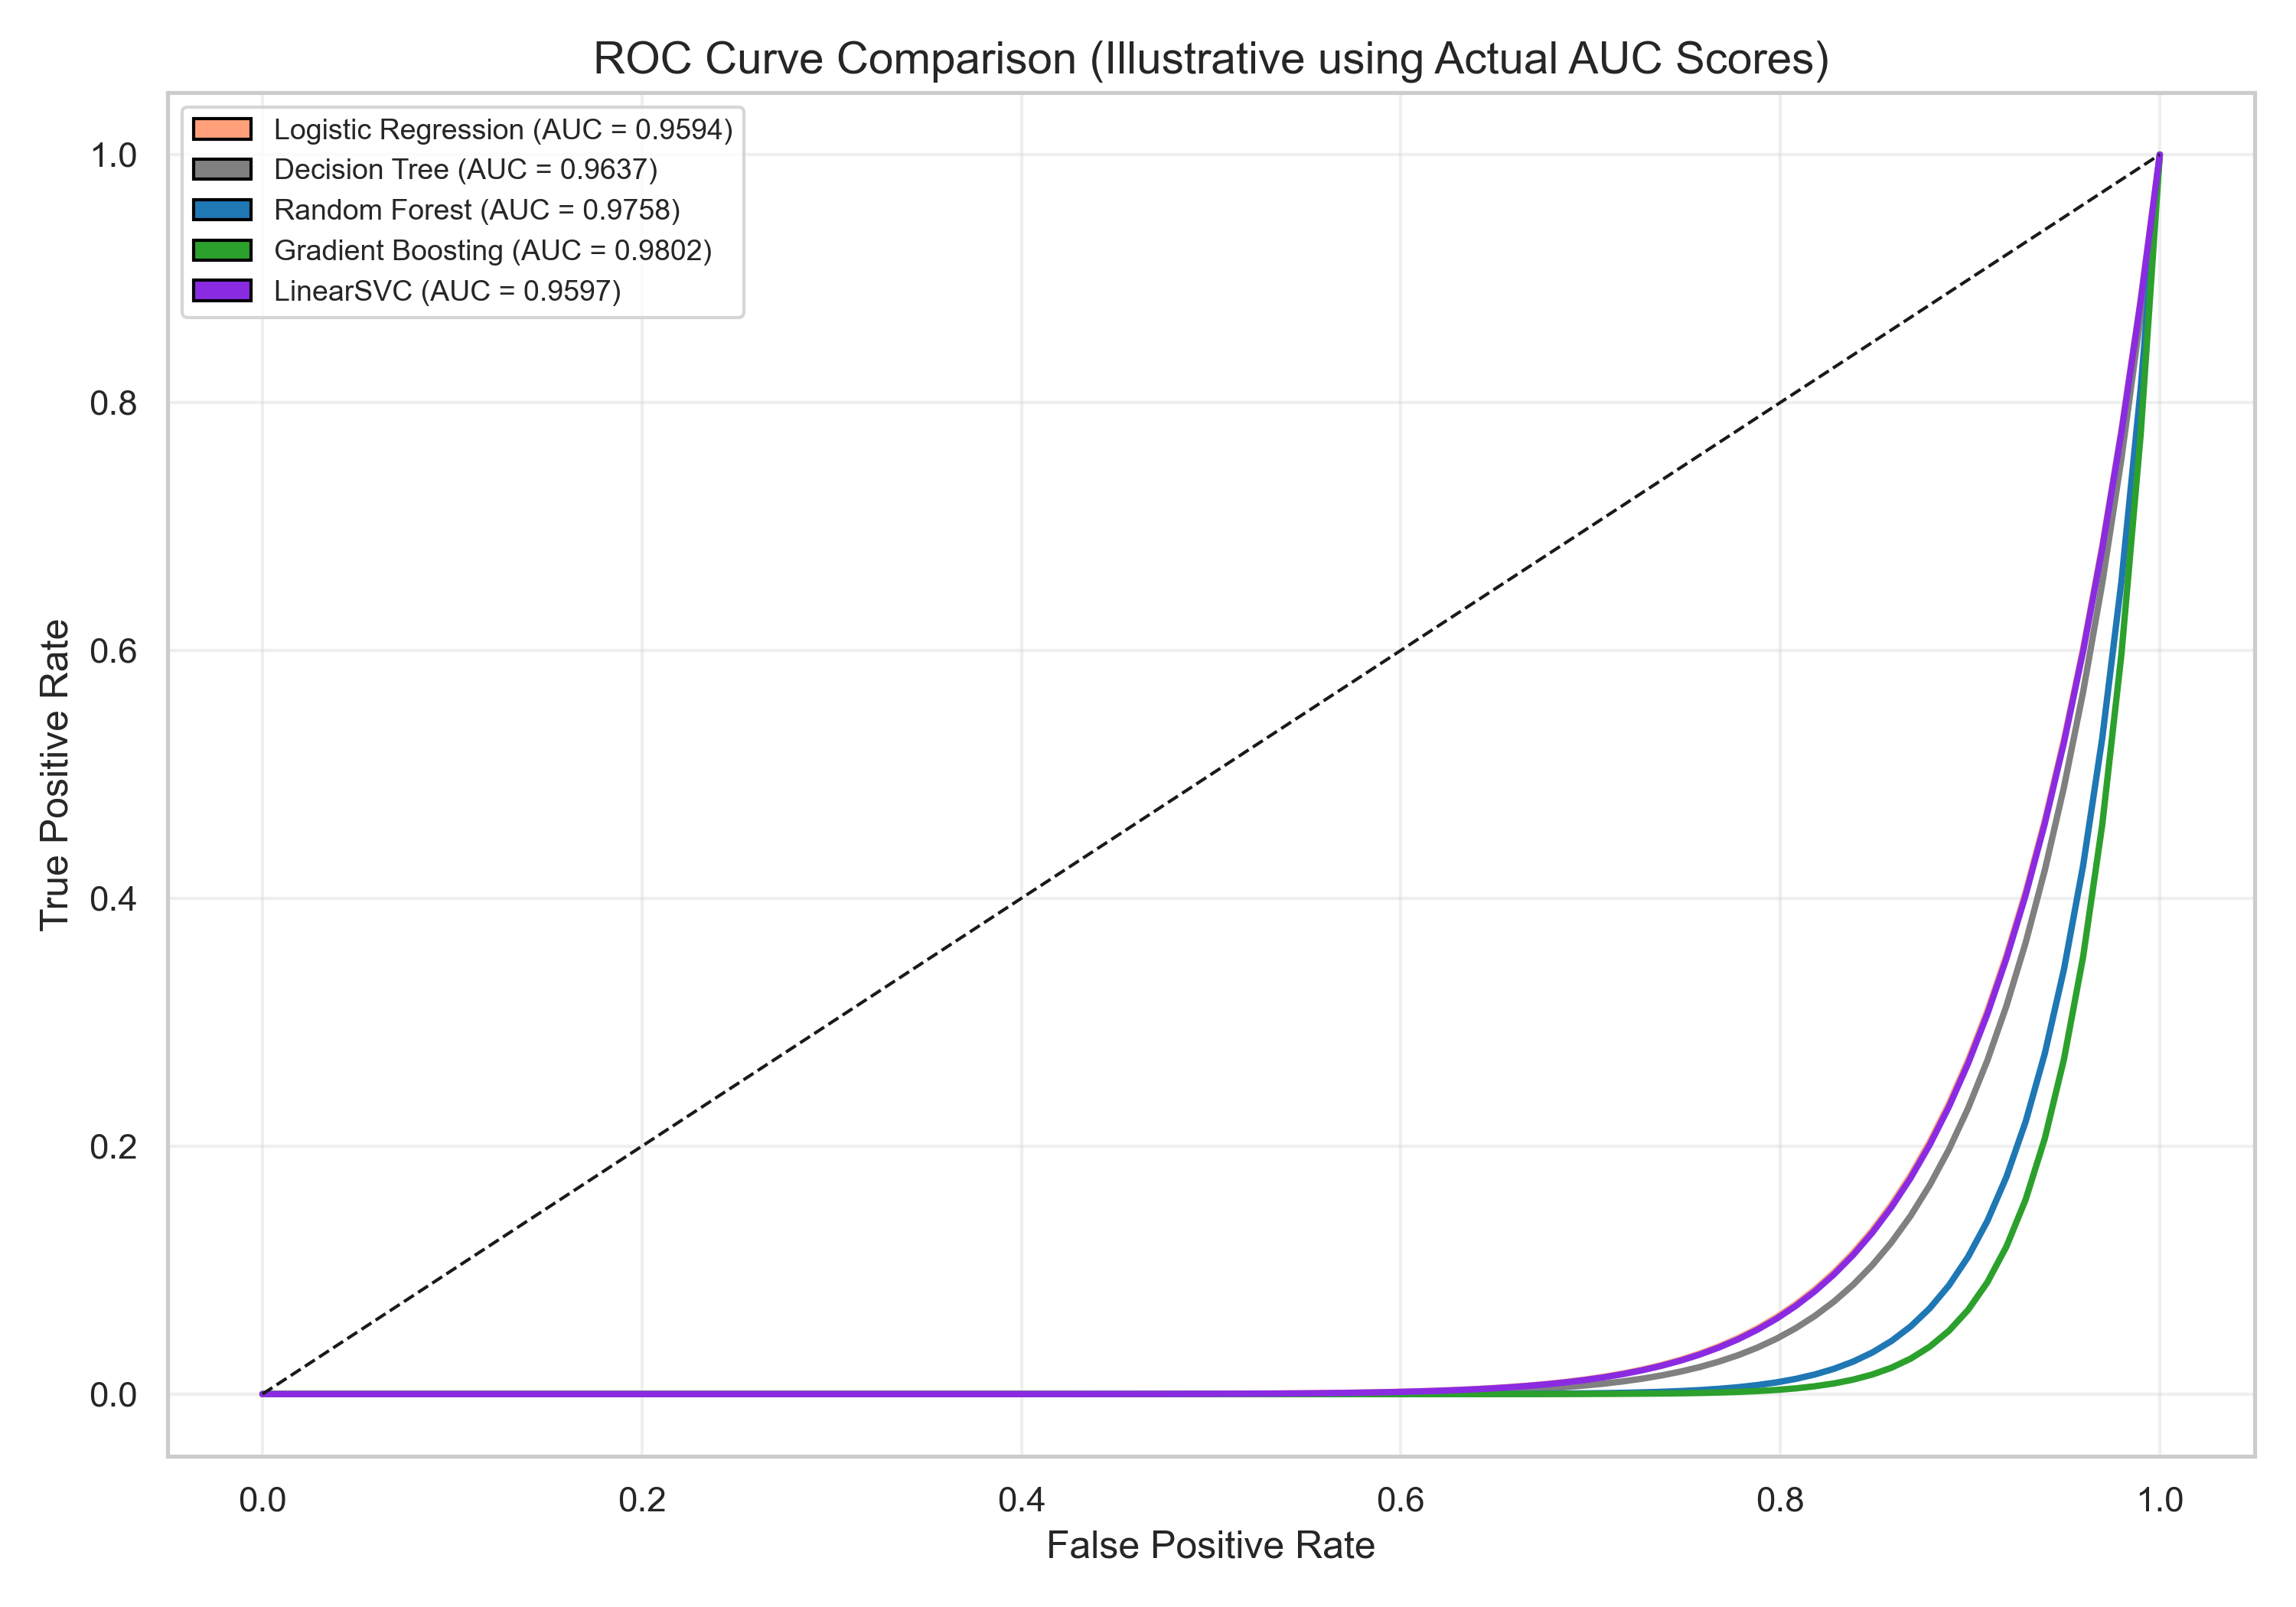 ROC Curve Comparison (Illustrative using Actual AUC Scores)
Logistic Regression (AUC = 0.9594)
Decision Tree (AUC = 0.9637)
Random Forest (AUC = 0.9758)
Gradient Boosting (AUC = 0.9802)
LinearSVC (AUC = 0.9597)
True Positive Rate
1.0
0.8
0.6
0.4
0.2
0.0
0.0 0.2 0.4 0.6 0.8 1.0
False Positive Rate